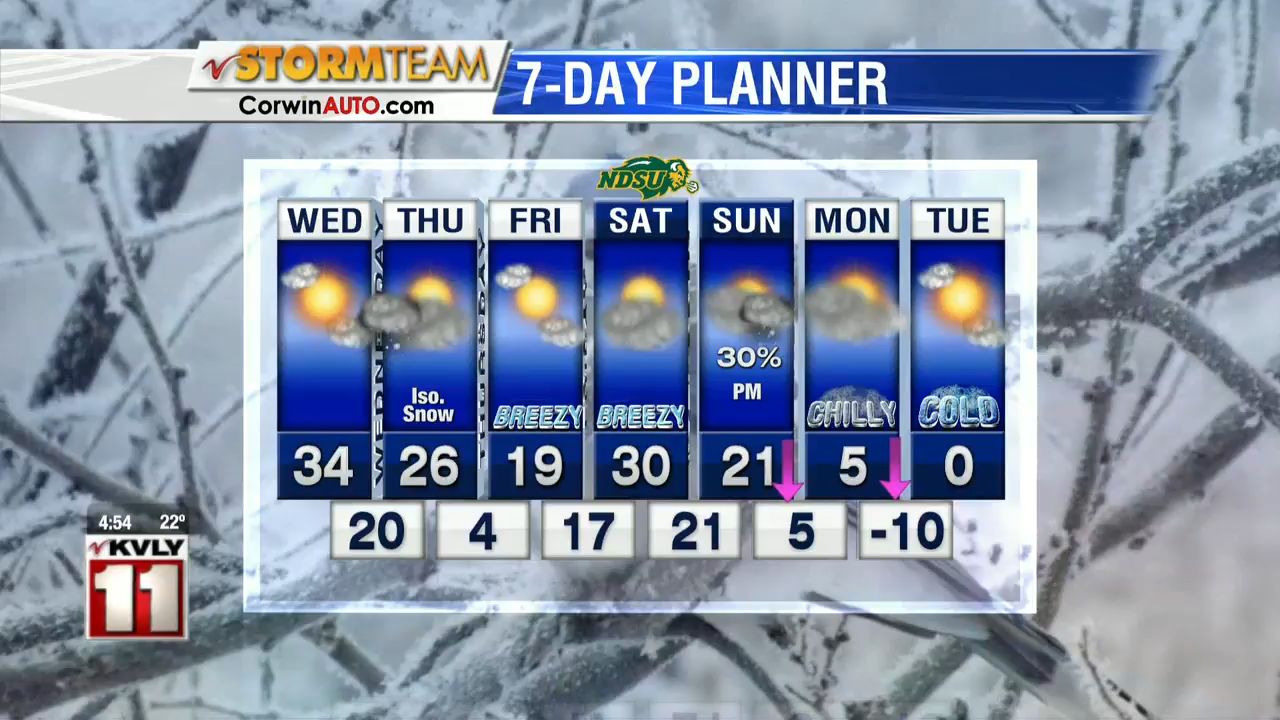 STORMTEAM
CorwinAUTO.com
7-DAY PLANNER
NDSU
WED THU FRI SAT SUN MON TUE
WEDNESDAY
THURSDAY
30%
PM
Iso.
Snow
BREEZY BREEZY CHILLY COLD
34 26 19 30 21 5 0
20 4 17 21 5 -10
4:54 22°
KVLY
11